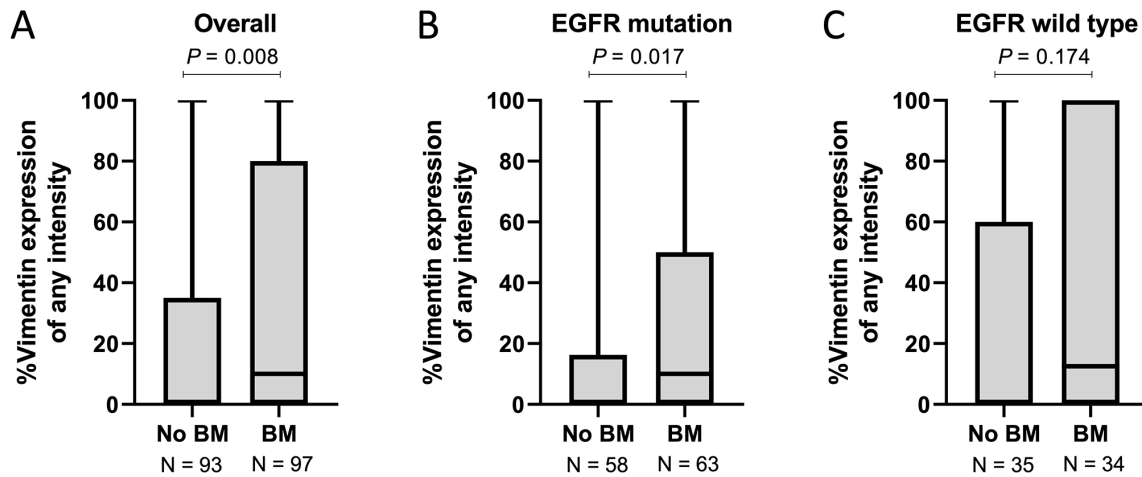 A
Overall
P = 0.008
%Vimentin expression
of any intensity
100
80
60
40
20
0
No BM
BM
N = 93
N = 97
B
EGFR mutation
P = 0.017
%Vimentin expression
of any intensity
100
80
60
40
20
0
No BM
BM
N = 58
N = 63
C
EGFR wild type
P = 0.174
%Vimentin expression
of any intensity
100
80
60
40
20
0
No BM
BM
N = 35
N = 34